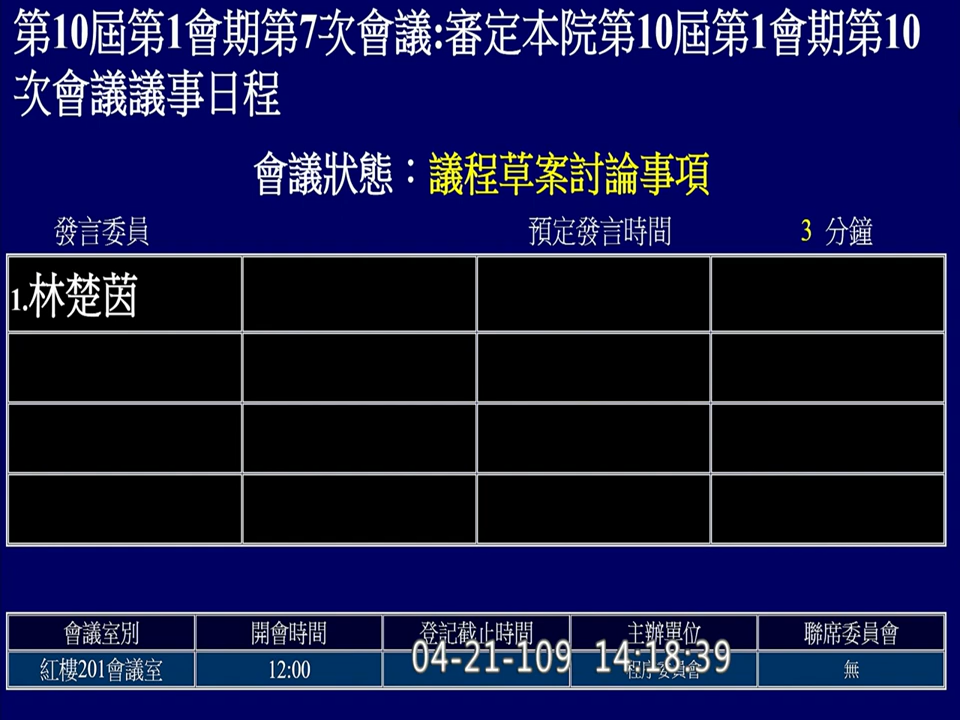 第10屆第1會期第7次會議:審定本院第10屆第1會期第10
次會議議事日程
會議狀態：議程草案討論事項
發言委員 預定發言時間 3 分鐘
1.林楚茵
會議室別 開會時間 登記截止時間 主辦單位 聯席委員會
紅樓201會議室 12:00 程序委員會 無
04-21-109 14:18:39